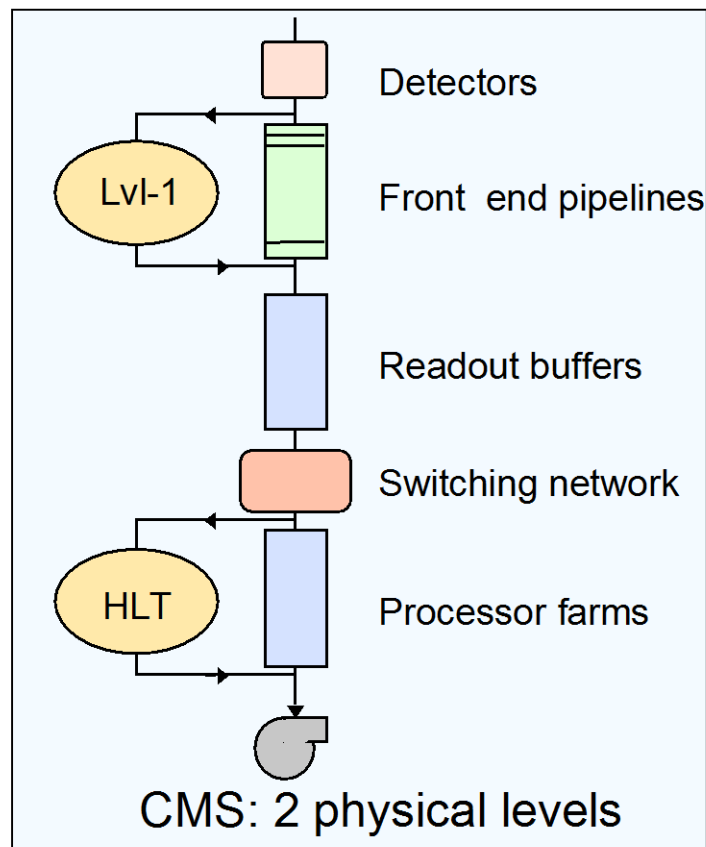 Detectors
Lvl-1
Front end pipelines
Readout buffers
Switching network
HLT
Processor farms
CMS: 2 physical levels